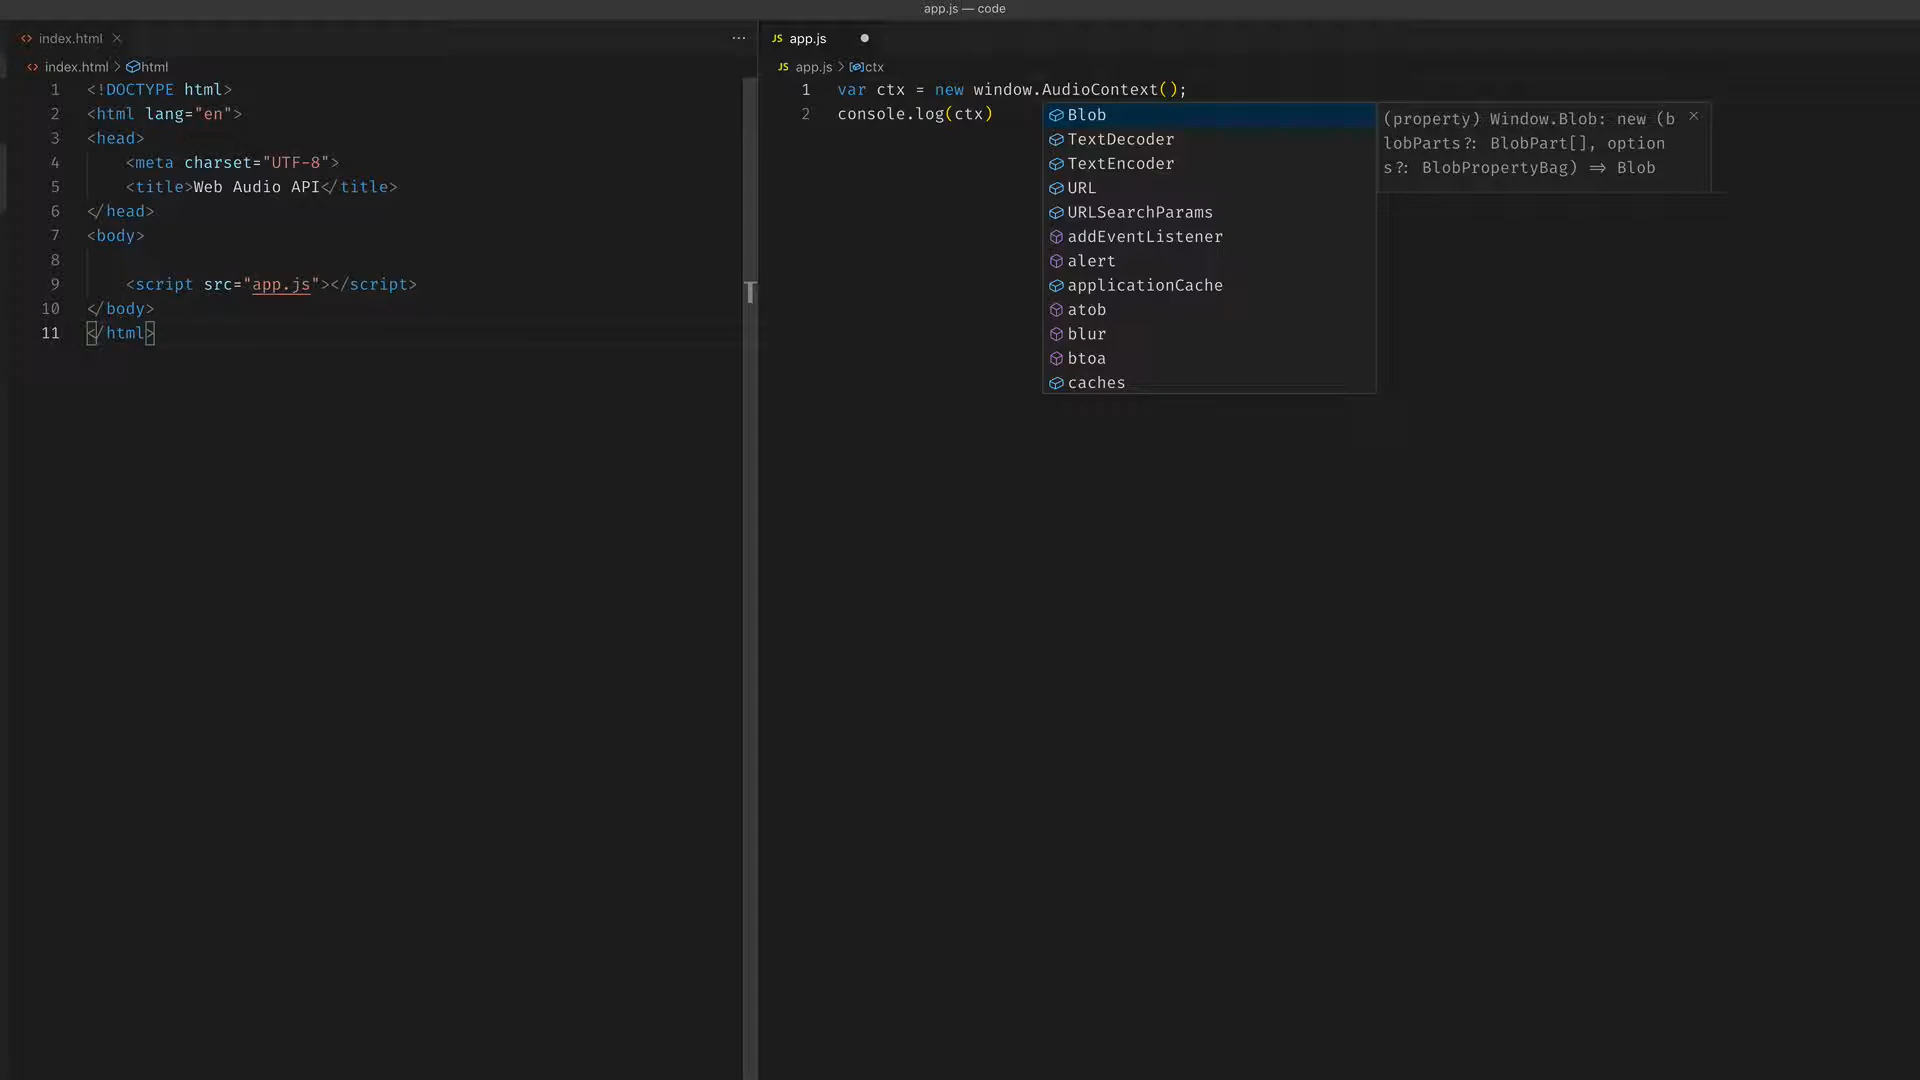 app.js — code
index.html
index.html > html
1 <!DOCTYPE html>
2 <html lang="en">
3 <head>
4 <meta charset="UTF-8">
5 <title>Web Audio API</title>
6 </head>
7 <body>
8
9 <script src="app.js"></script>
10 </body>
11 </html>
T
JS app.js
JS app.js > ctx
1 var ctx = new window.AudioContext();
2 console.log(ctx)
Blob
TextDecoder
TextEncoder
URL
URLSearchParams
addEventListener
alert
applicationCache
atob
blur
btoa
caches
(property) Window.Blob: new (b
lobParts?: BlobPart[], option
s?: BlobPropertyBag) => Blob